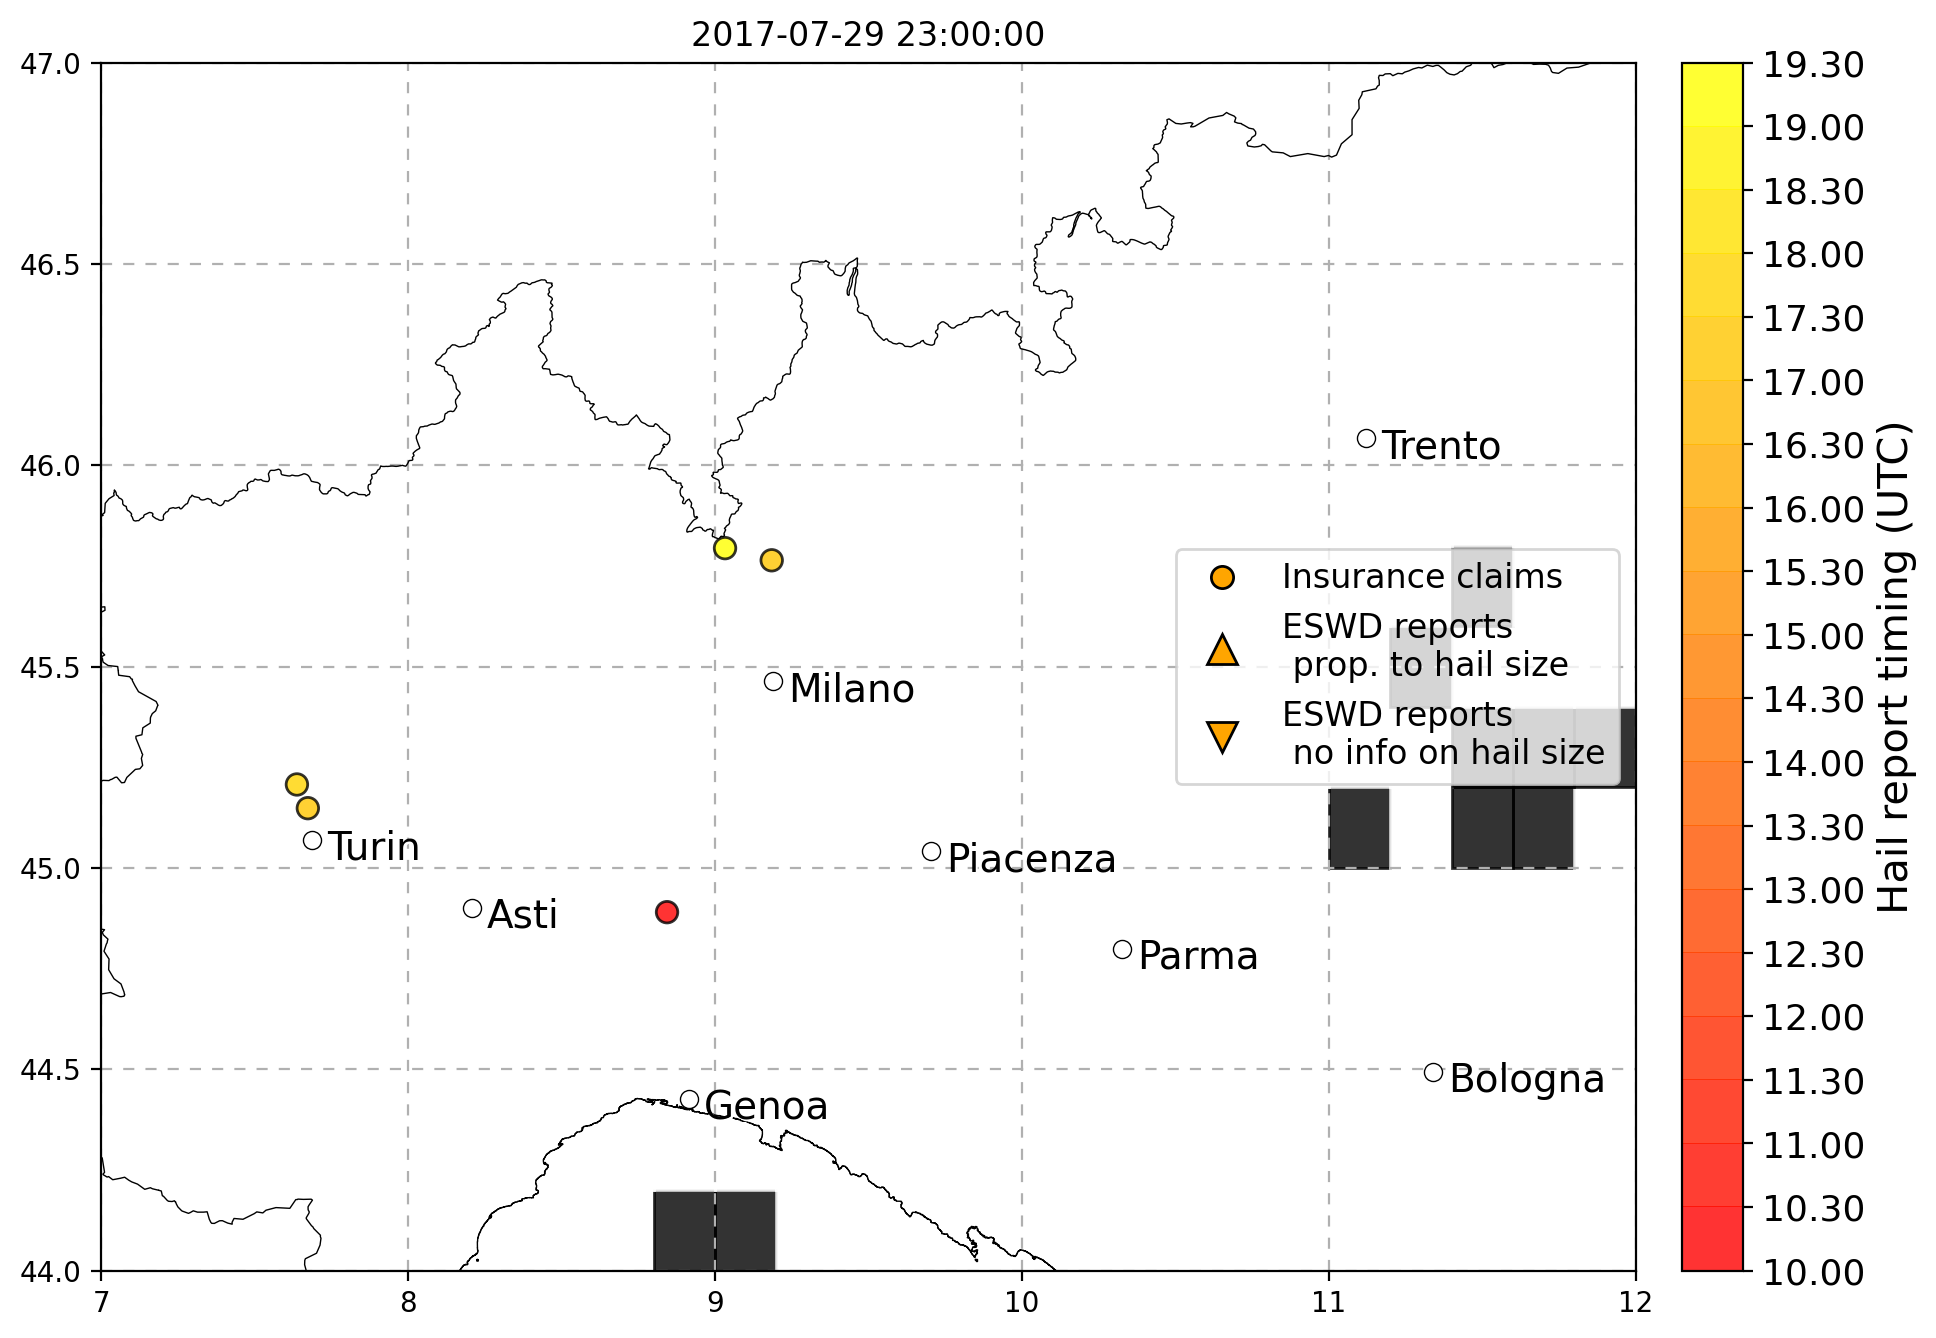 2017-07-29 23:00:00
47.0
46.5
46.0
45.5
45.0
44.5
44.0
7
8
9
10
11
12
Trento
Milano
Turin
Piacenza
Asti
Parma
Bologna
Genoa
Insurance claims
ESWD reports
prop. to hail size
ESWD reports
no info on hail size
19.30
19.00
18.30
18.00
17.30
17.00
16.30
16.00
15.30
15.00
14.30
14.00
13.30
13.00
12.30
12.00
11.30
11.00
10.30
10.00
Hail report timing (UTC)